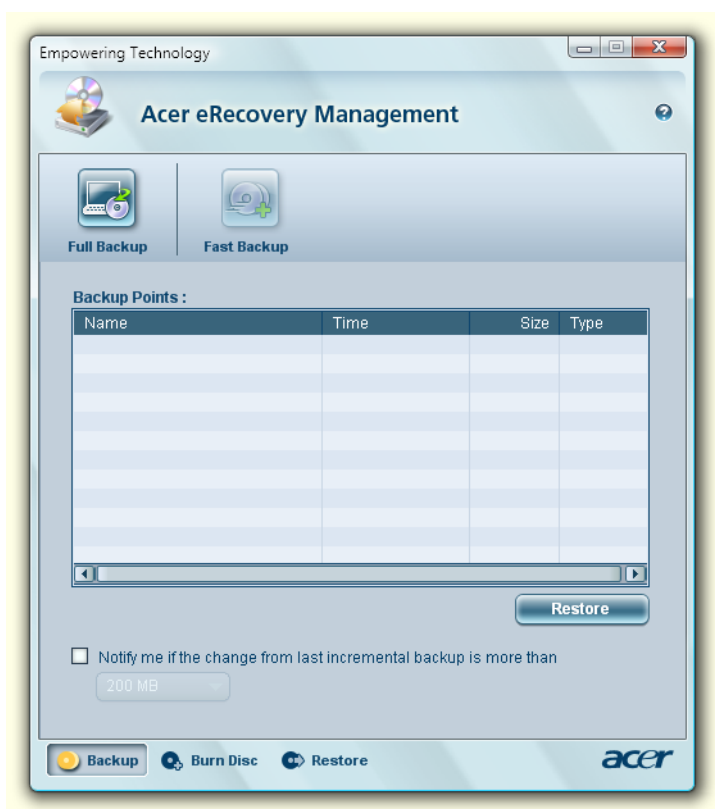 Empowering Technology
Acer eRecovery Management
Full Backup
Fast Backup
Backup Points :
Name Time Size Type
Restore
Notify me if the change from last incremental backup is more than
200 MB
Backup Burn Disc Restore acer